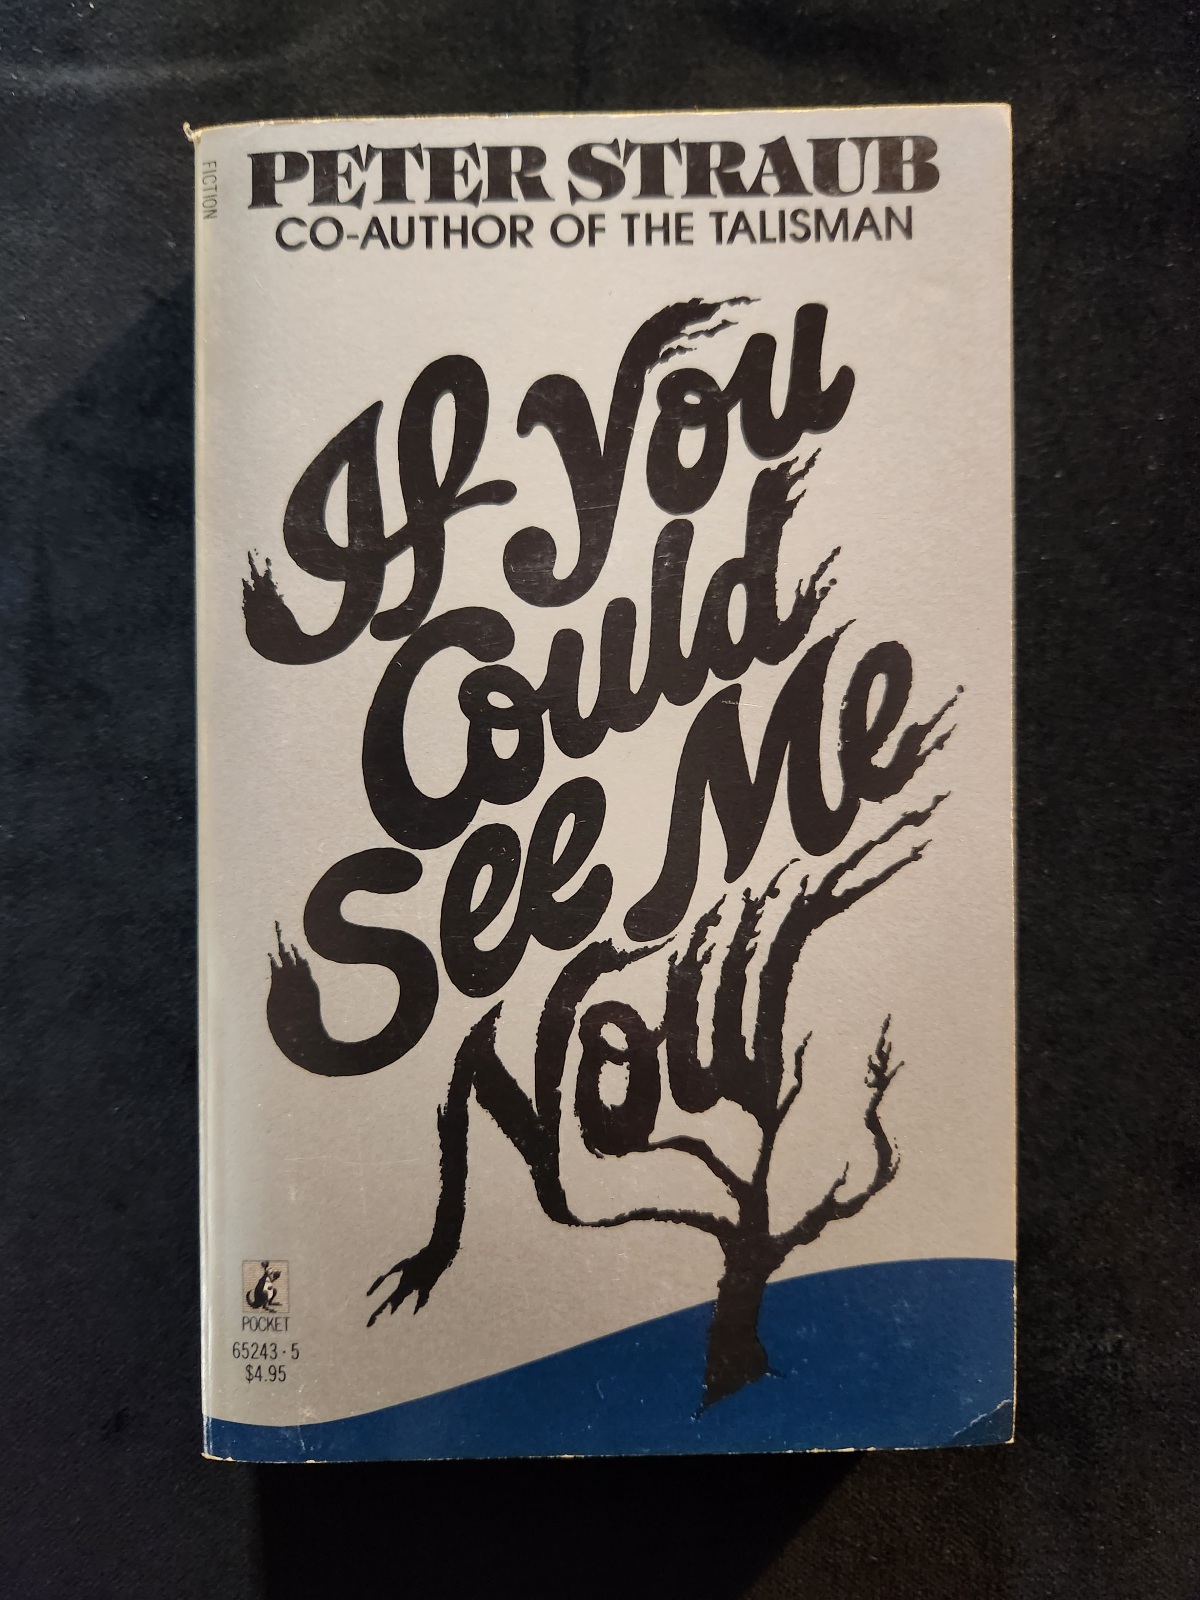 FICTION
PETER STRAUB
CO-AUTHOR OF THE TALISMAN
If You
Could
See Me
Now
POCKET
65243·5
$4.95